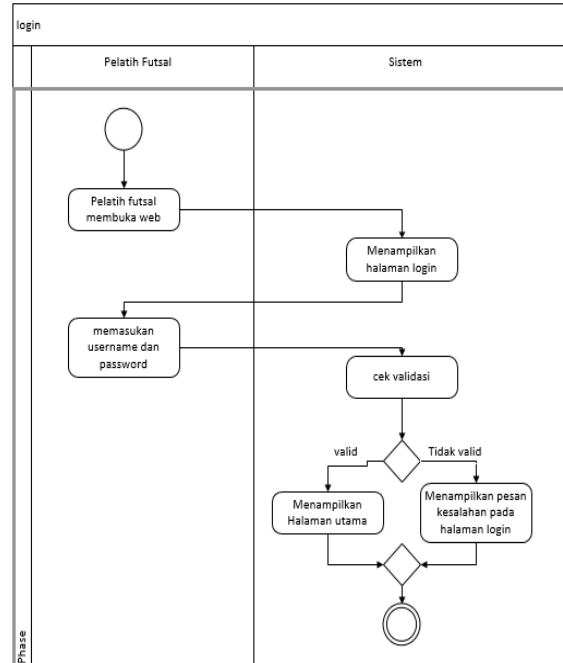 login
Pelatih Futsal
Sistem
Pelatih futsal
membuka web
Menampilkan
halaman login
memasukan
username dan
password
cek validasi
valid
Tidak valid
Menampilkan
Halaman utama
Menampilkan pesan
kesalahan pada
halaman login
Phase